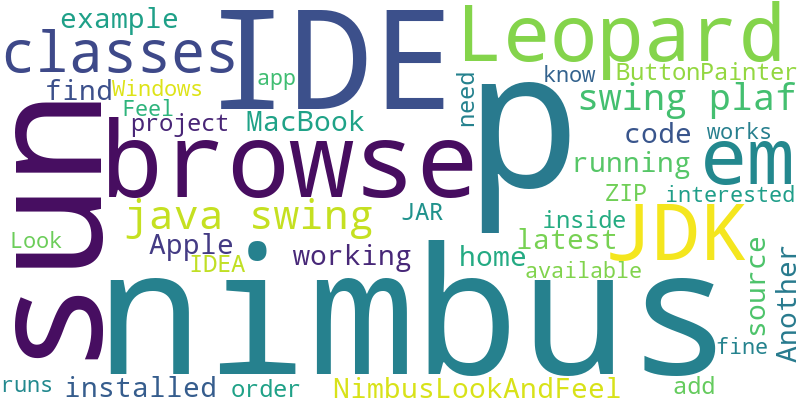 example
IDE
Leopard
classes
find
Windows
app
know
ButtonPainter
Feel
need
swing plaf
sun
project
MacBook
p
code
works
browse
running
em
ZIP
interested
java swing
JAR
inside
JDK
Look
Apple
latest
IDEA
working
home
available
source
Another
nimbus
fine
runs
installed
order
NimbusLookAndFeel
add